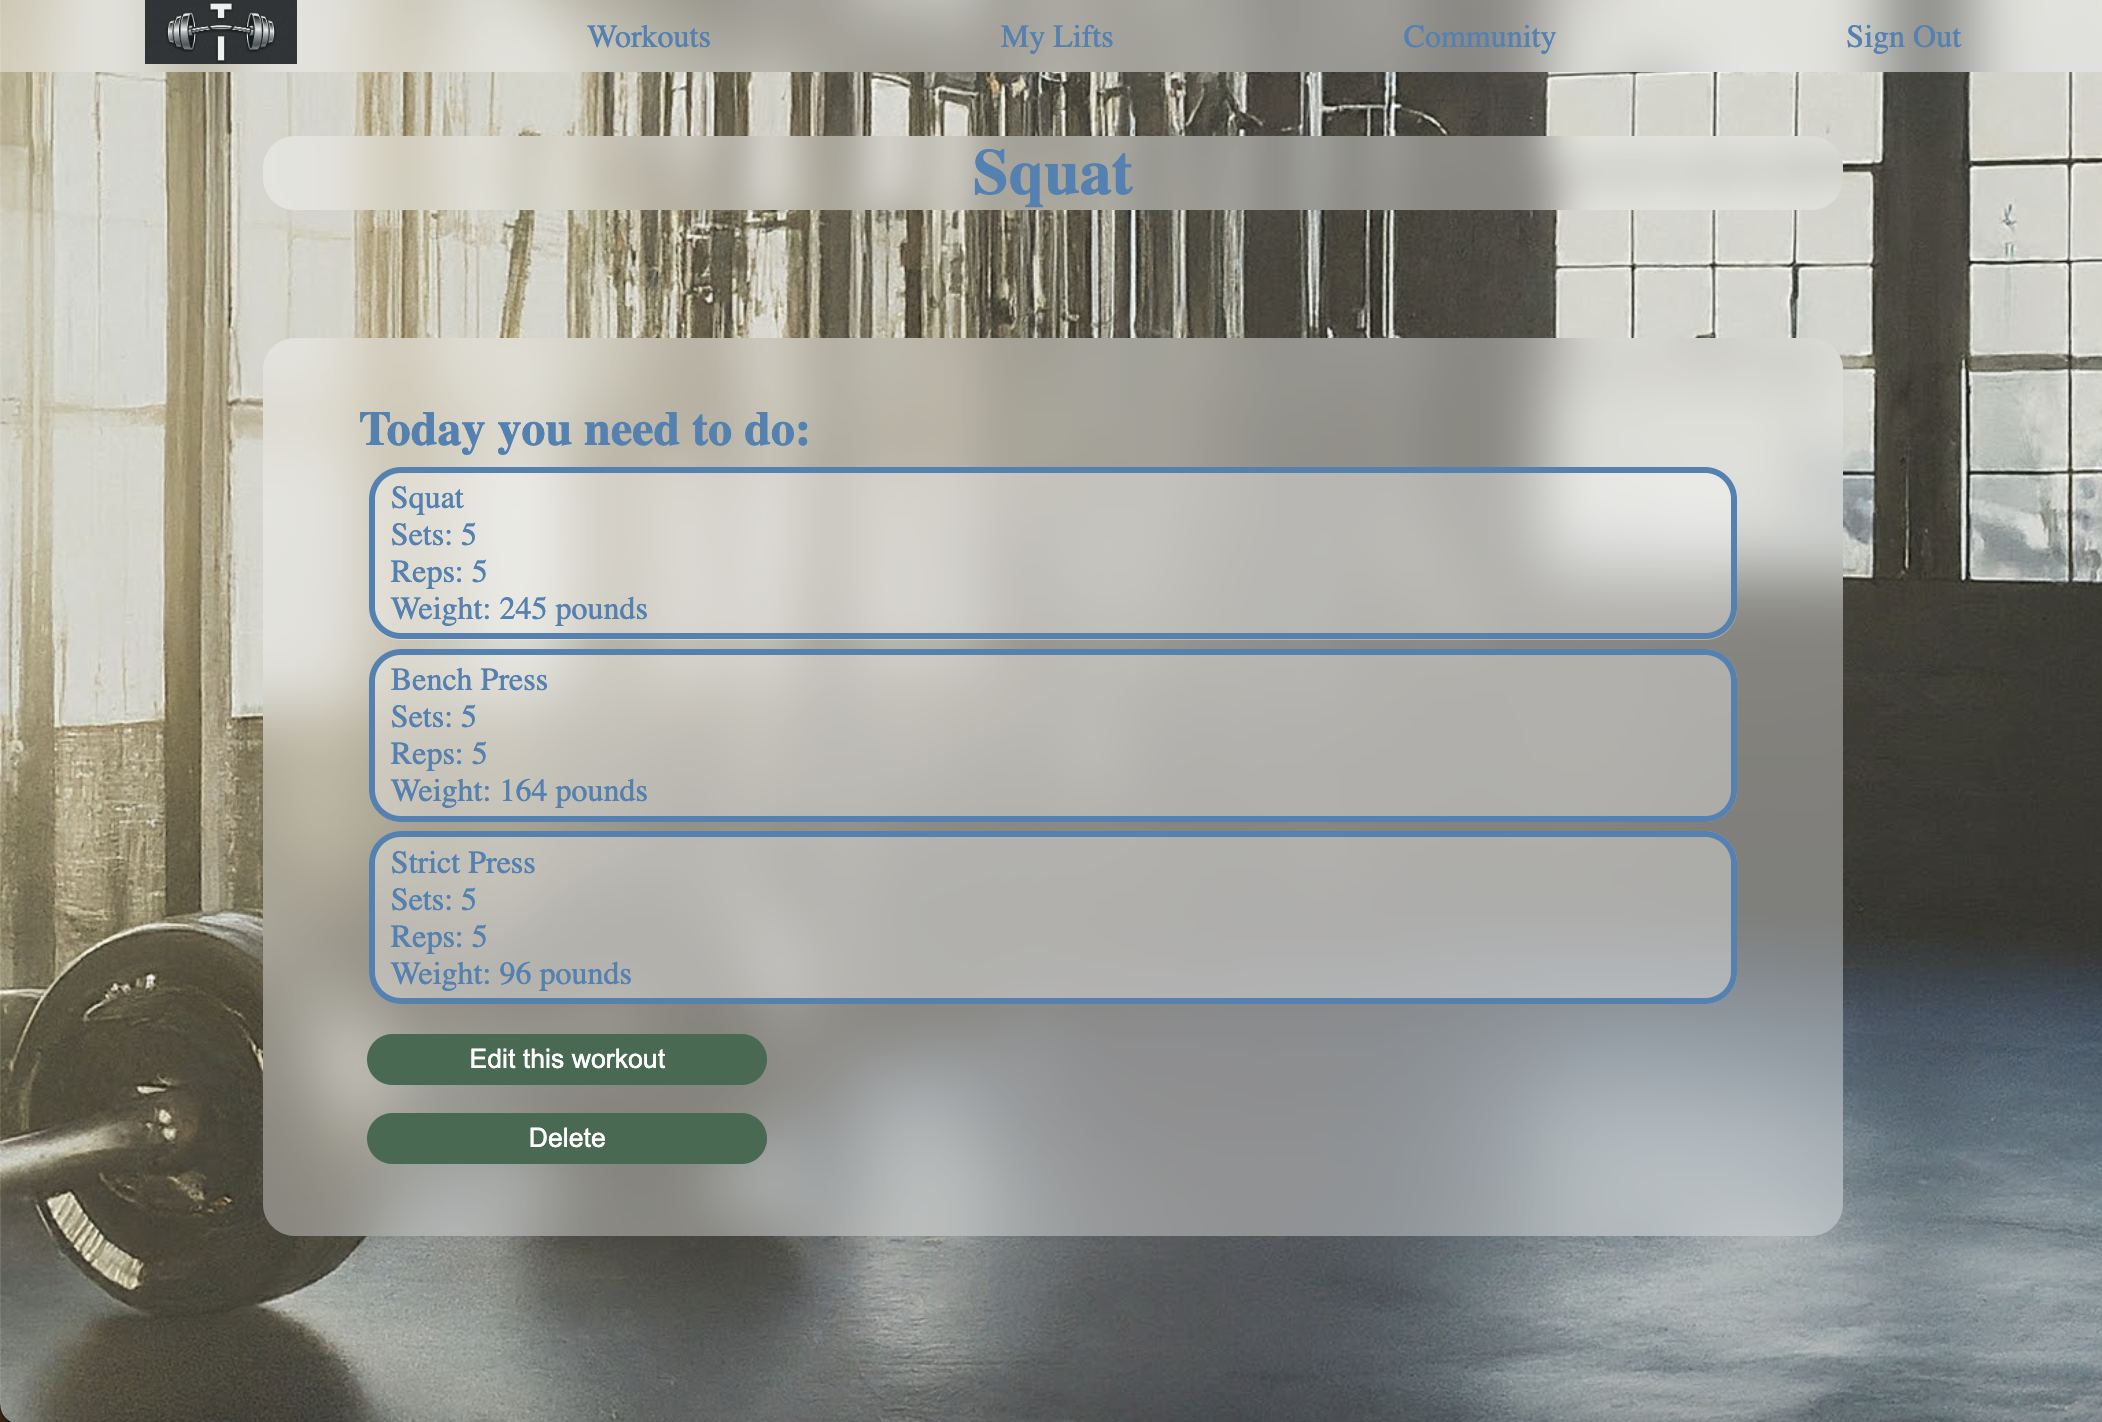 Workouts My Lifts Community Sign Out
Squat
Today you need to do:
Squat
Sets: 5
Reps: 5
Weight: 245 pounds
Bench Press
Sets: 5
Reps: 5
Weight: 164 pounds
Strict Press
Sets: 5
Reps: 5
Weight: 96 pounds
Edit this workout
Delete